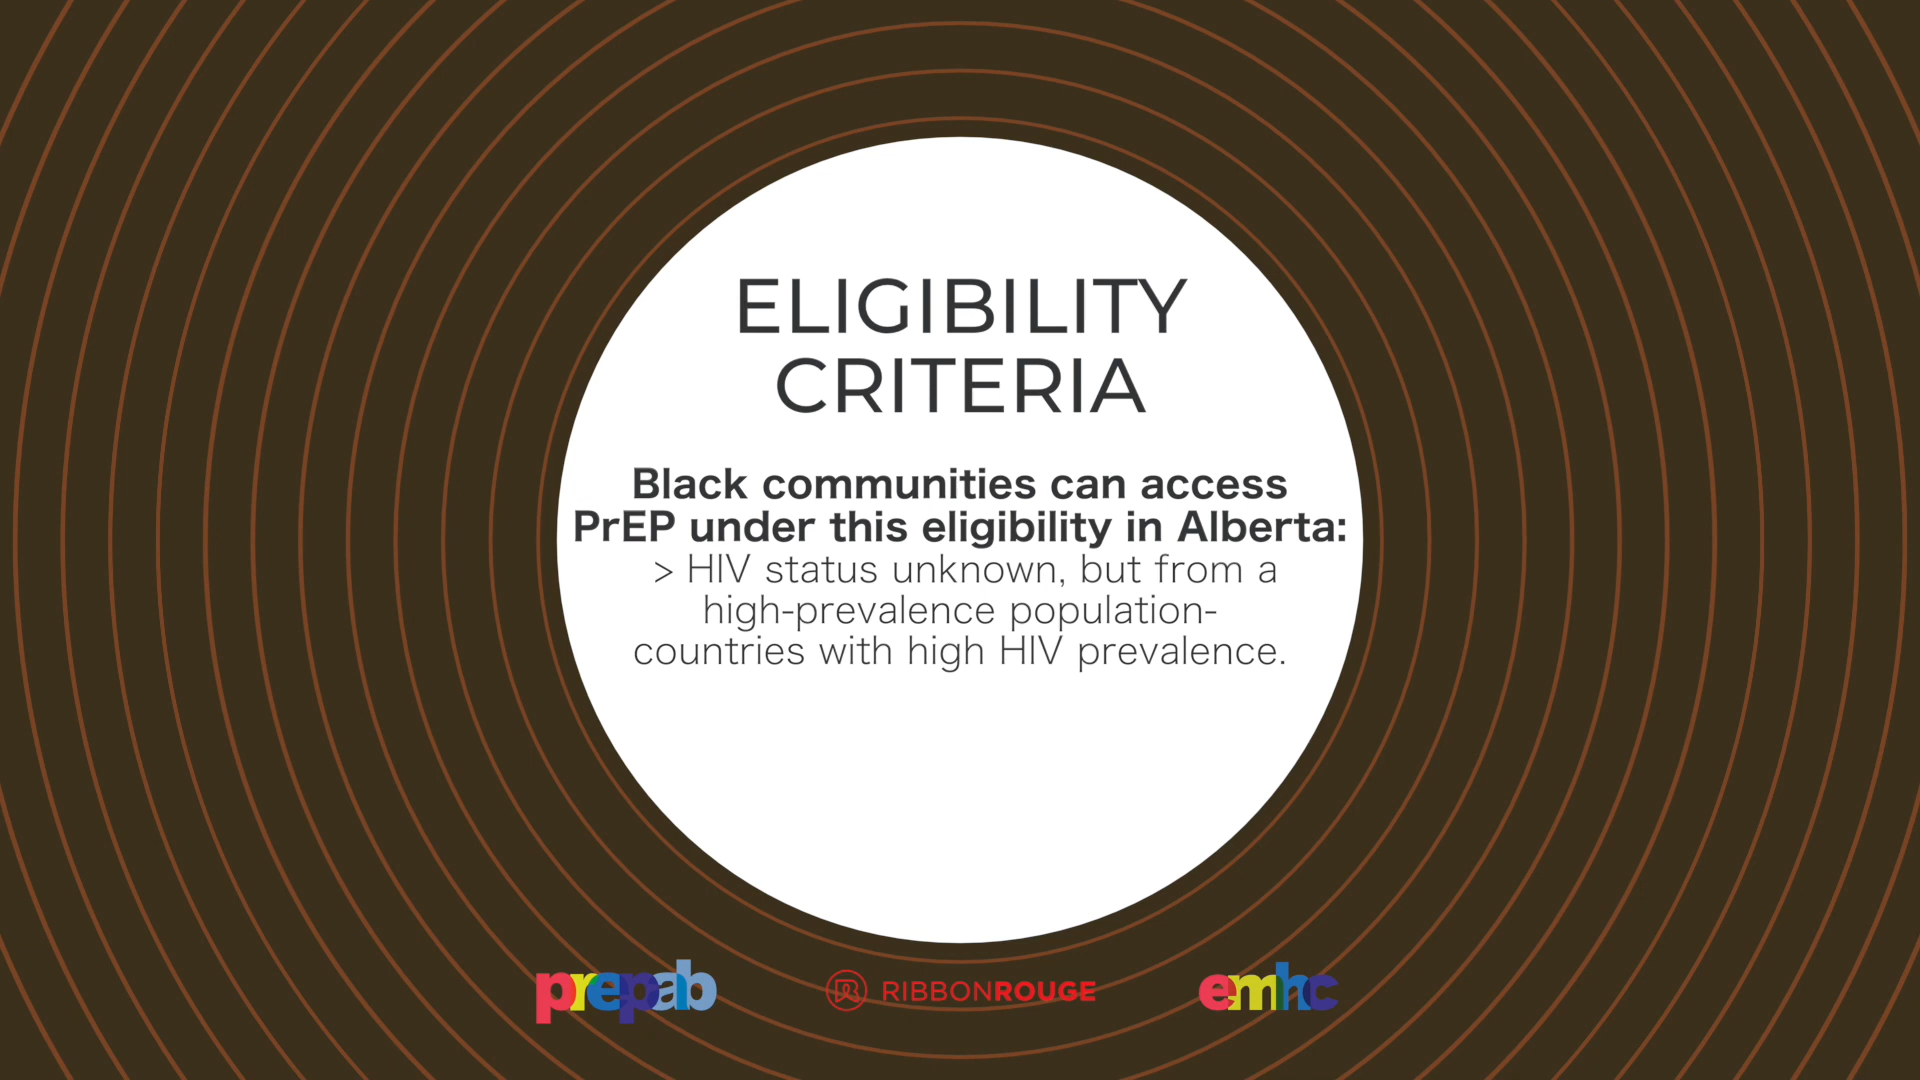 ELIGIBILITY
CRITERIA
Black communities can access
PrEP under this eligibility in Alberta:
> HIV status unknown, but from a
high-prevalence population-
countries with high HIV prevalence.
prepab
RIBBONROUGE
emhc